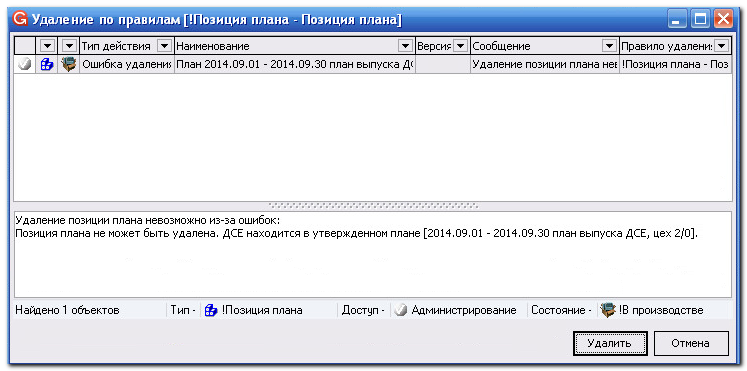 Удаление по правилам [!Позиция плана - Позиция плана]
Тип действия Наименование Версия Сообщение Правило удаления
Ошибка удаления План 2014.09.01 - 2014.09.30 план выпуска ДС Удаление позиции плана нев !Позиция плана - Поз
Удаление позиции плана невозможно из-за ошибок:
Позиция плана не может быть удалена. ДСЕ находится в утвержденном плане [2014.09.01 - 2014.09.30 план выпуска ДСЕ, цех 2/0].
Найдено 1 объектов Тип - !Позиция плана Доступ - Администрирование Состояние - !В производстве
Удалить Отмена